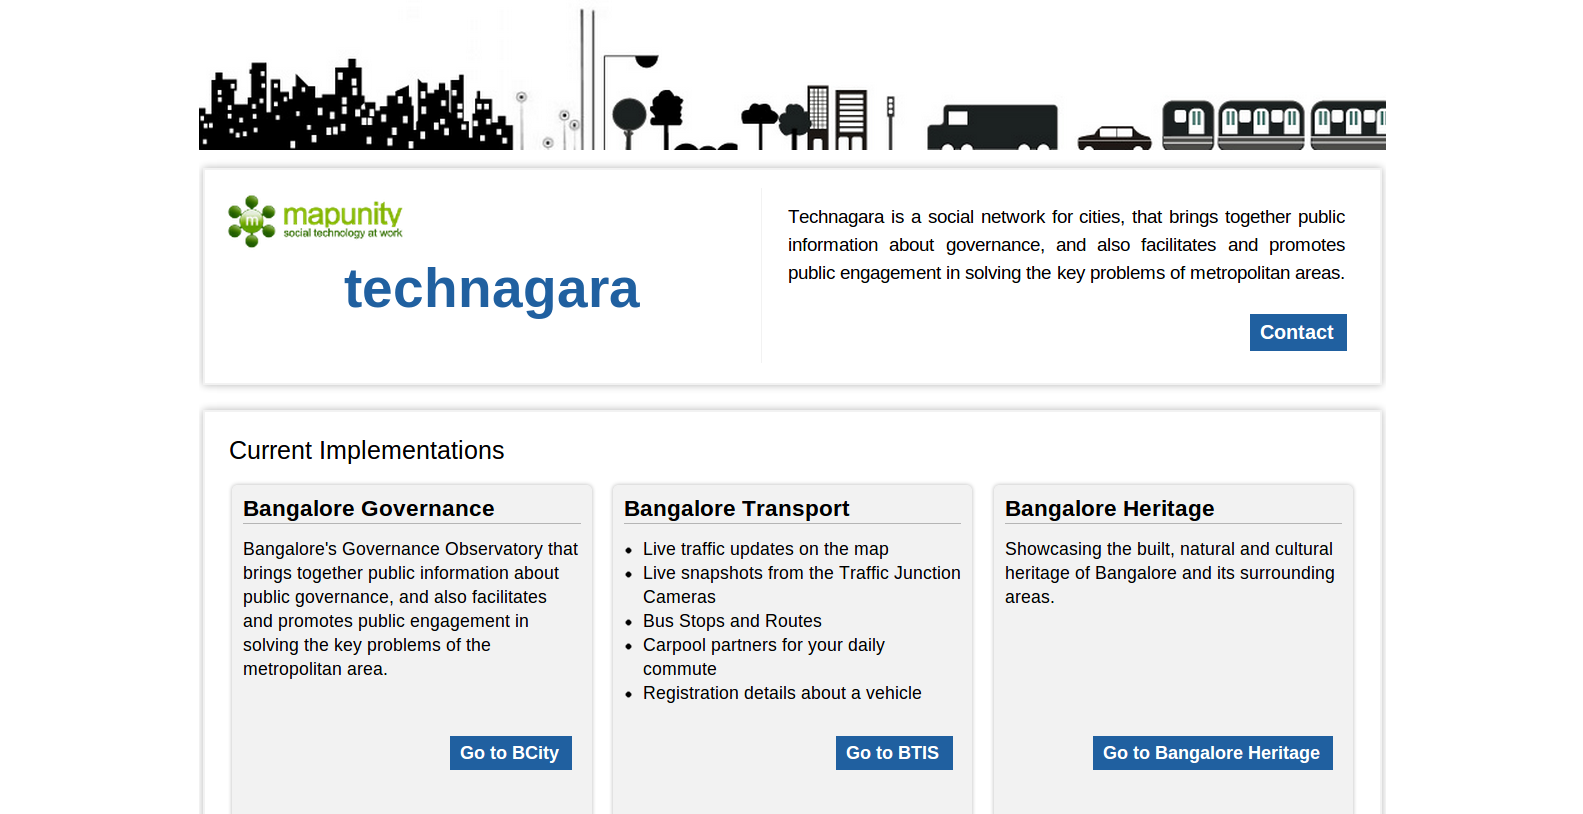 mapunity
social technology at work
technagara
Technagara is a social network for cities, that brings together public
information about governance, and also facilitates and promotes
public engagement in solving the key problems of metropolitan areas.
Contact
Current Implementations
Bangalore Governance
Bangalore's Governance Observatory that
brings together public information about
public governance, and also facilitates
and promotes public engagement in
solving the key problems of the
metropolitan area.
Go to BCity
Bangalore Transport
• Live traffic updates on the map
• Live snapshots from the Traffic Junction
Cameras
• Bus Stops and Routes
• Carpool partners for your daily
commute
• Registration details about a vehicle
Go to BTIS
Bangalore Heritage
Showcasing the built, natural and cultural
heritage of Bangalore and its surrounding
areas.
Go to Bangalore Heritage